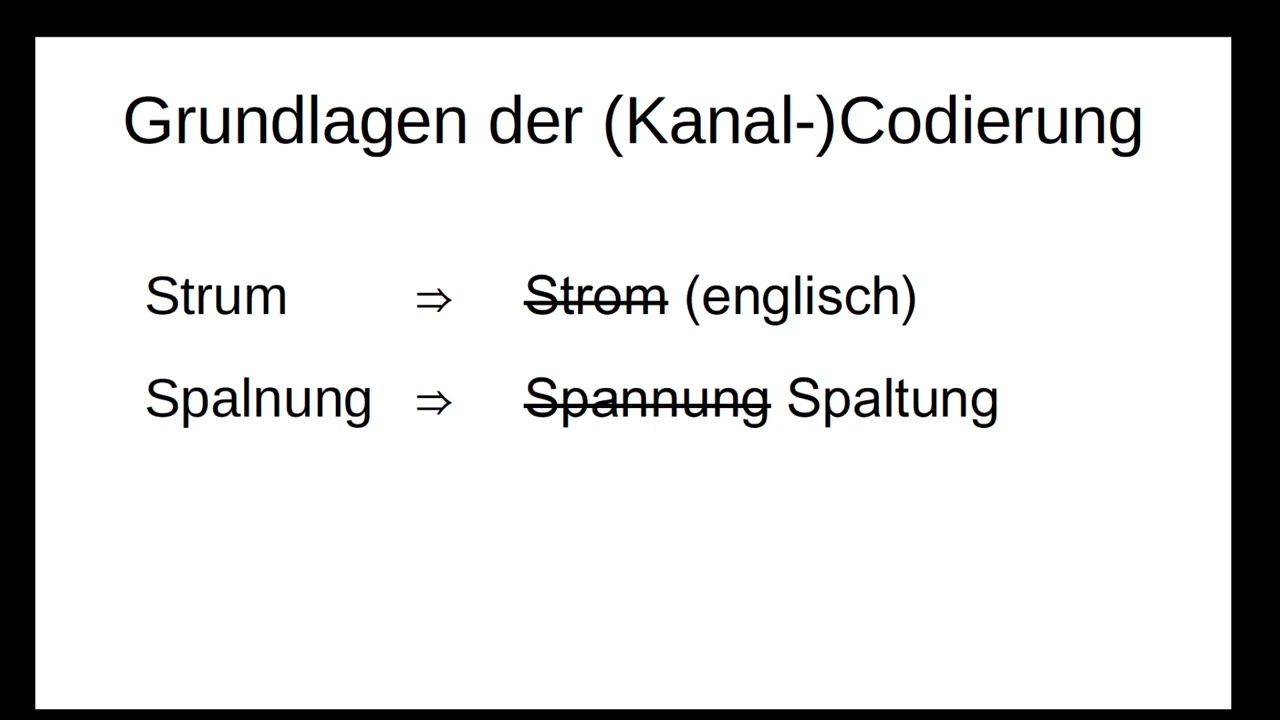 Grundlagen der (Kanal-)Codierung
Strum ⇒ Strom (englisch)
Spalnung ⇒ Spannung Spaltung